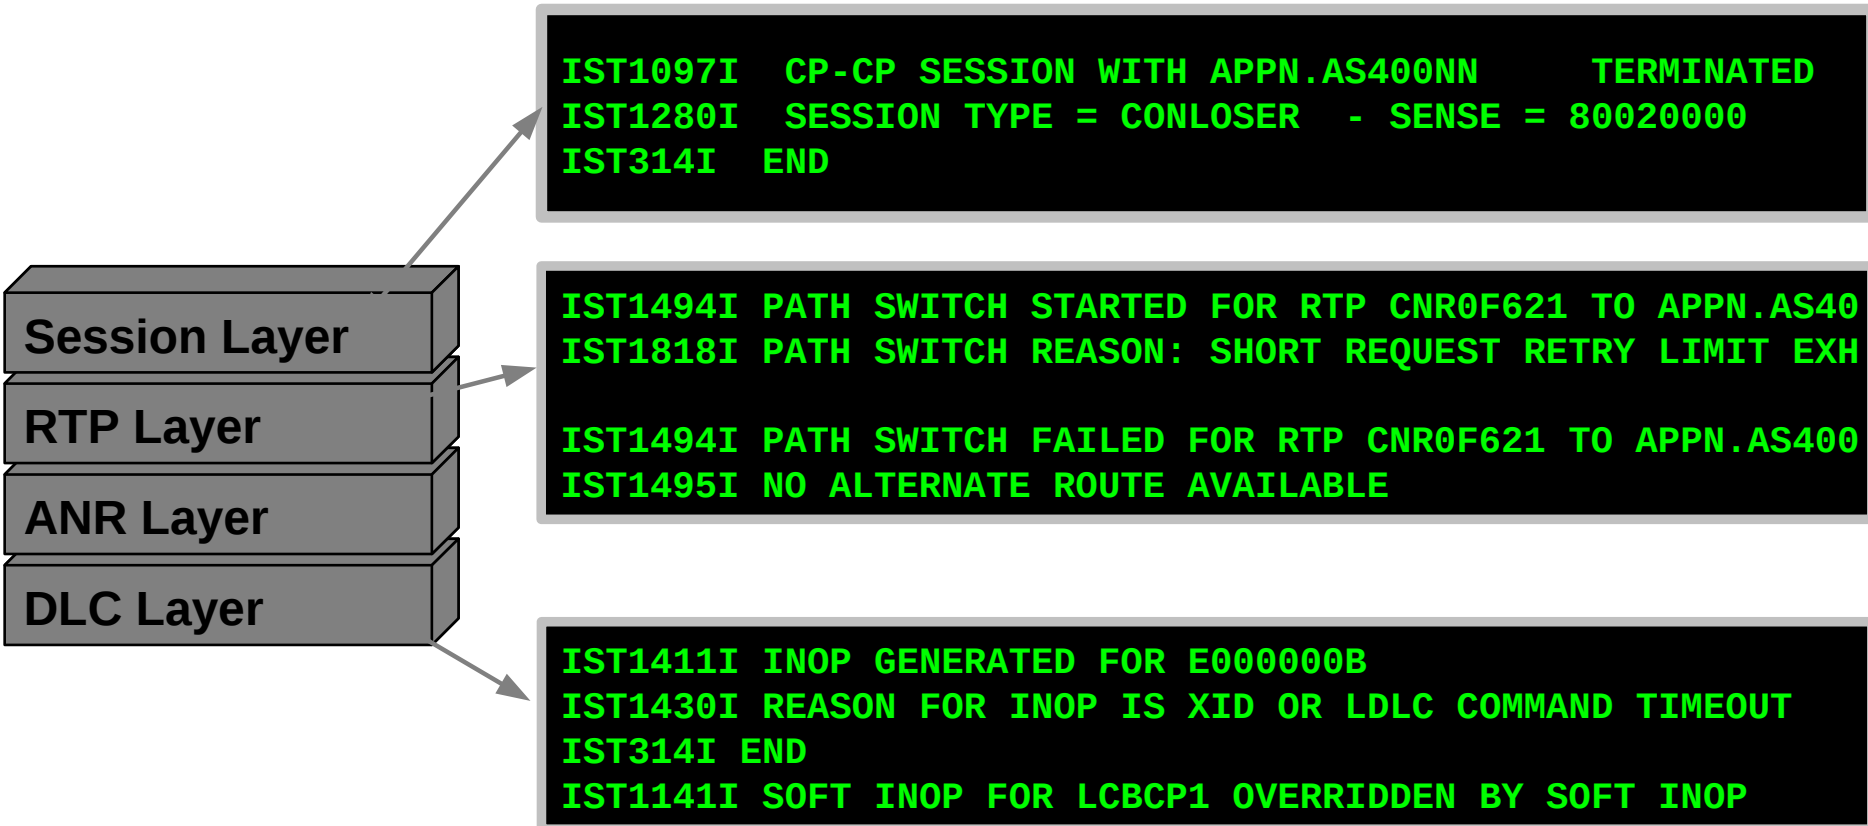 IST1097I  CP-CP SESSION WITH APPN.AS400NN     TERMINATED
IST1280I  SESSION TYPE = CONLOSER  - SENSE = 80020000
IST314I  END
Session Layer
RTP Layer
ANR Layer
DLC Layer
IST1494I PATH SWITCH STARTED FOR RTP CNR0F621 TO APPN.AS40
IST1818I PATH SWITCH REASON: SHORT REQUEST RETRY LIMIT EXH
IST1494I PATH SWITCH FAILED FOR RTP CNR0F621 TO APPN.AS400
IST1495I NO ALTERNATE ROUTE AVAILABLE
IST1411I INOP GENERATED FOR E000000B
IST1430I REASON FOR INOP IS XID OR LDLC COMMAND TIMEOUT
IST314I END
IST1141I SOFT INOP FOR LCBCP1 OVERRIDDEN BY SOFT INOP